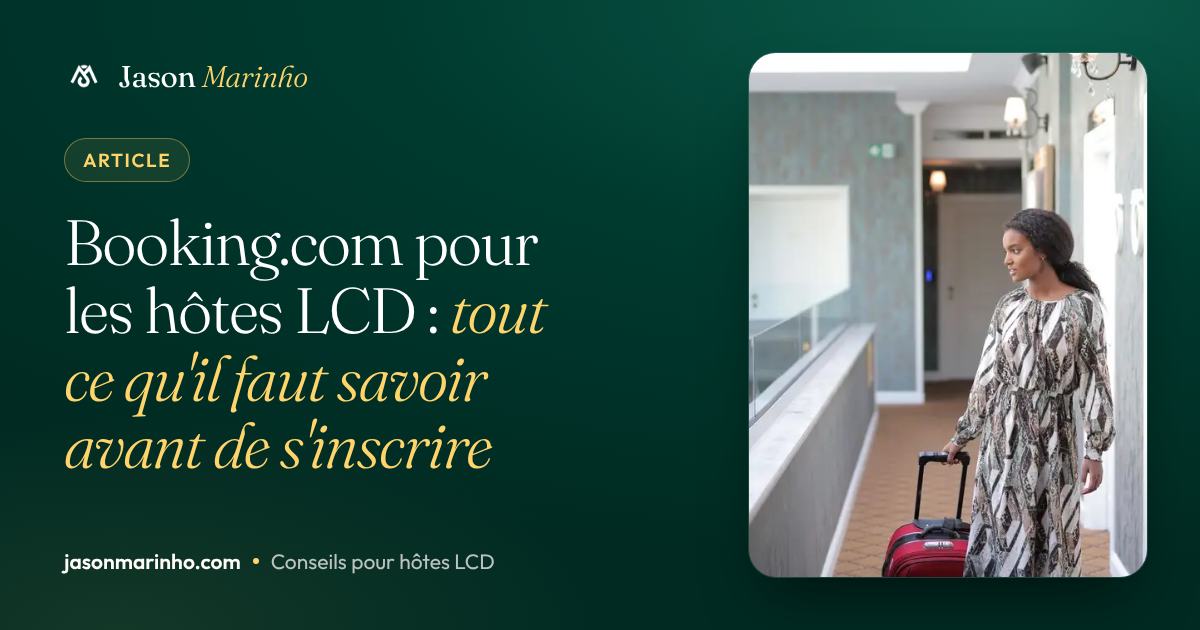 Jason Marinho
ARTICLE
Booking.com pour
les hôtes LCD : tout
ce qu'il faut savoir
avant de s'inscrire
jasonmarinho.com • Conseils pour hôtes LCD